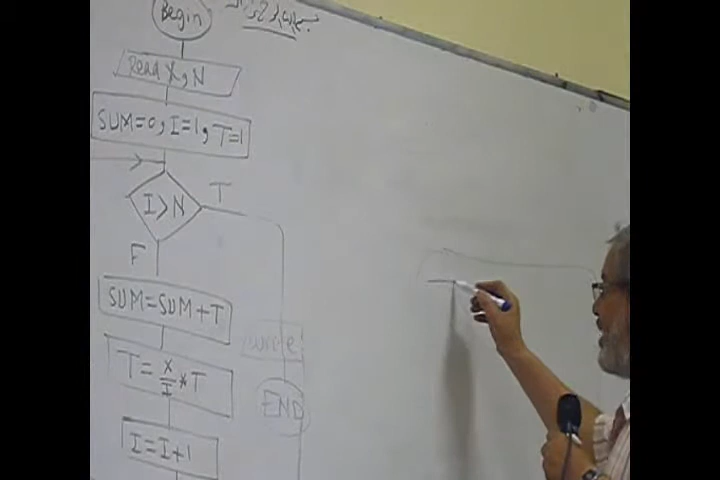 Begin
Read X, N
SUM=0, I=1, T=1
I>N
T
F
SUM=SUM+T
T=X/I*T
I=I+1
END